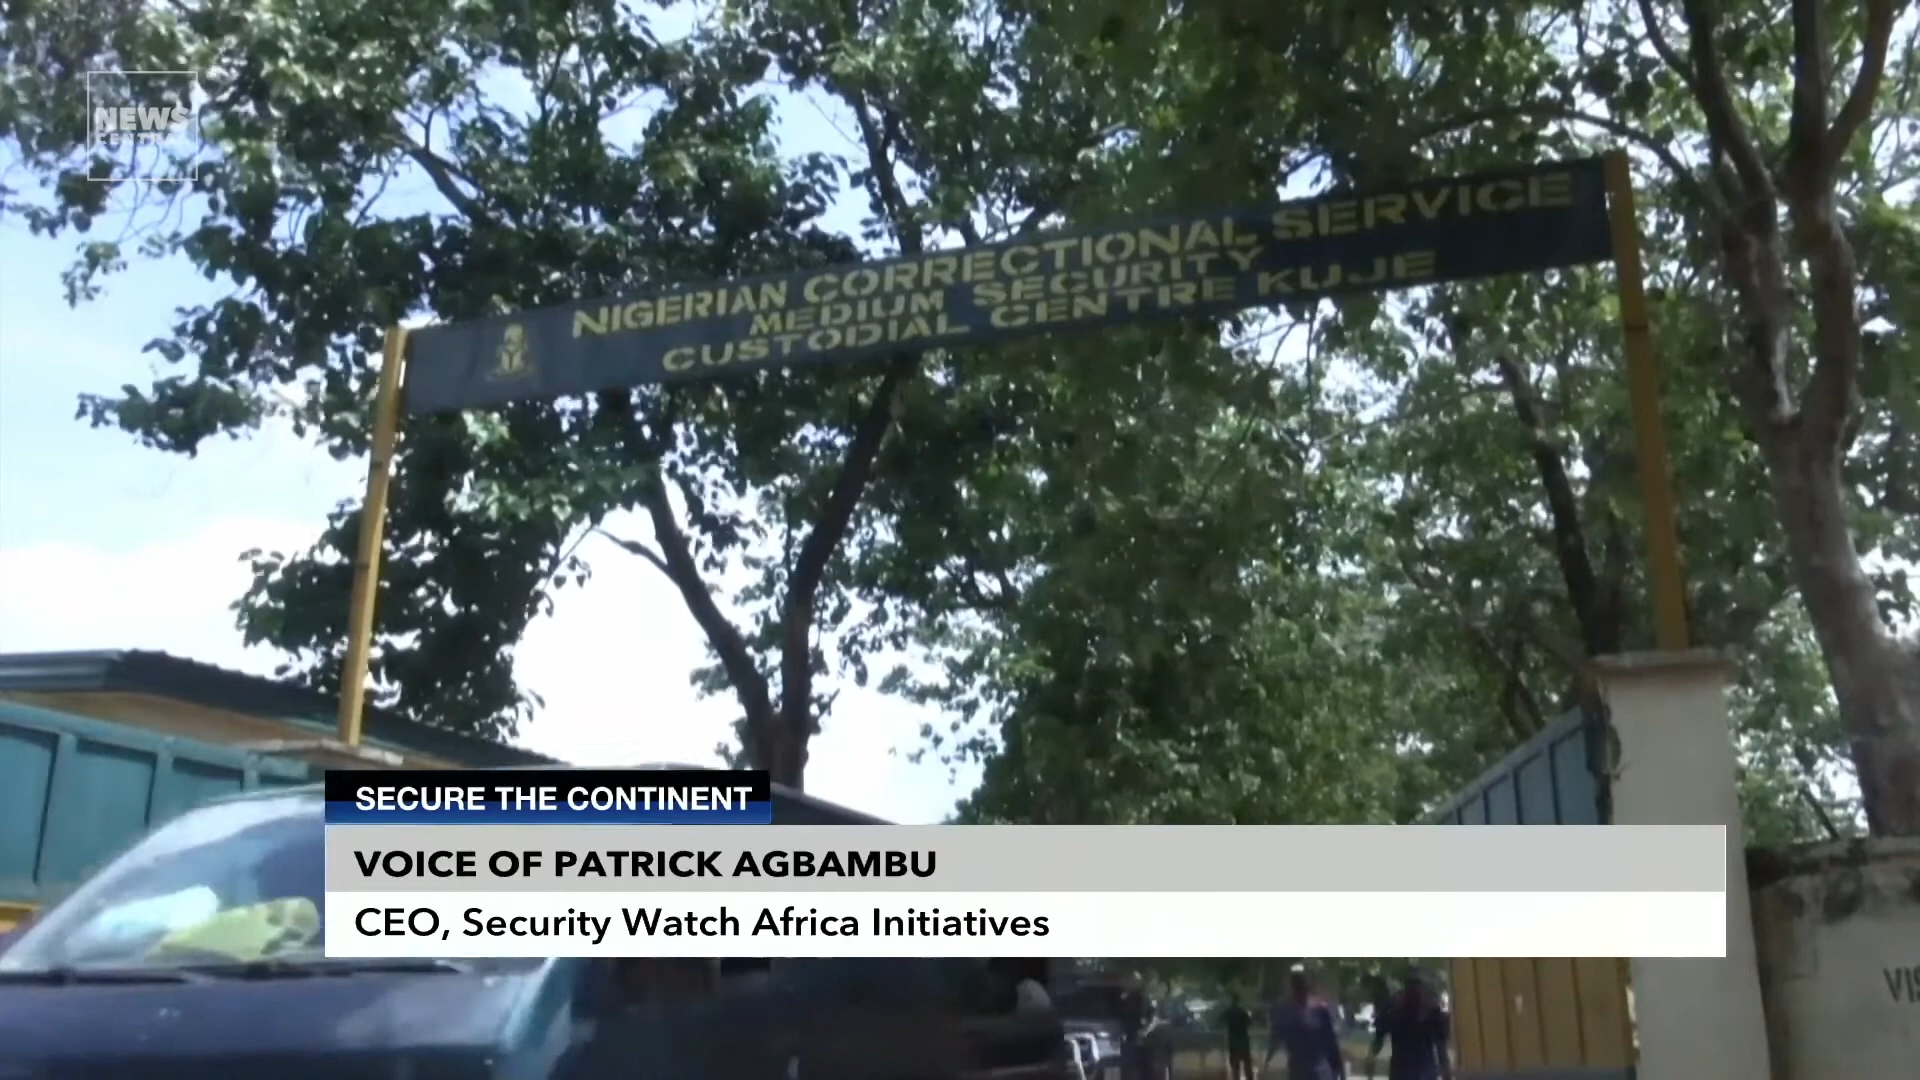 NEWS
CENTRAL
NIGERIAN CORRECTIONAL SERVICE
MEDIUM SECURITY
CUSTODIAL CENTRE KUJE
SECURE THE CONTINENT
VOICE OF PATRICK AGBAMBU
CEO, Security Watch Africa Initiatives